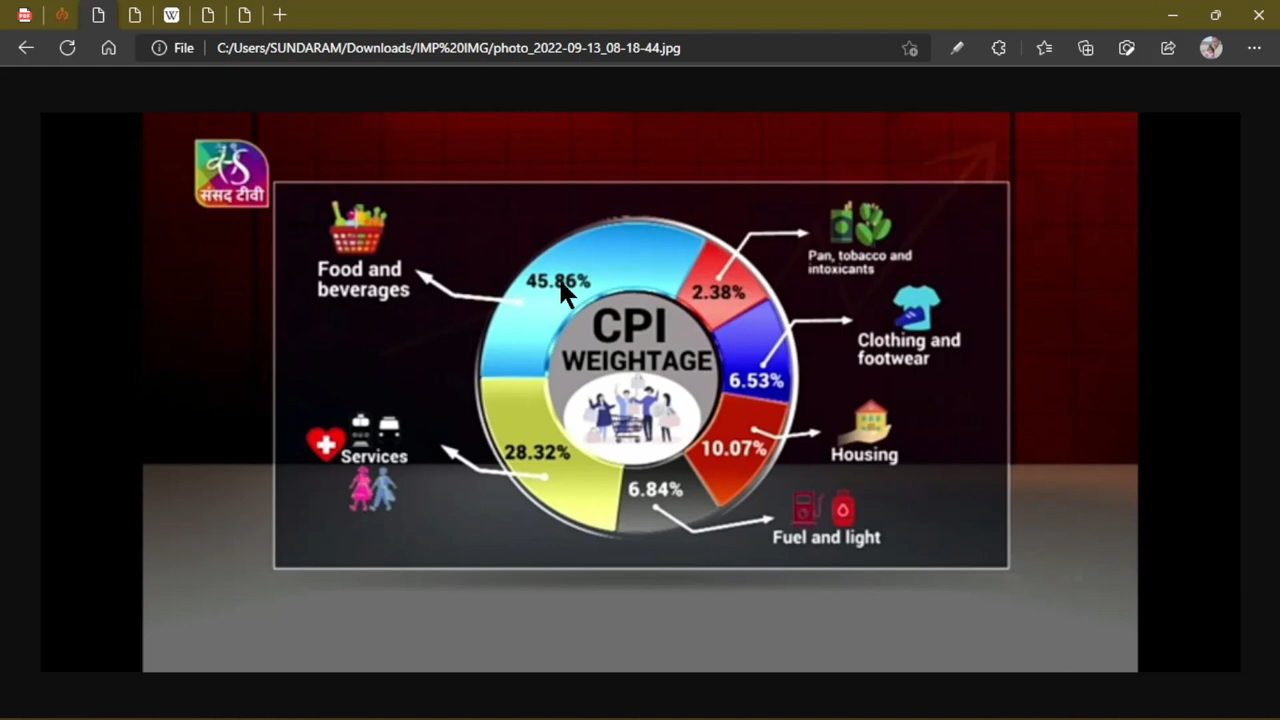 File
C:/Users/SUNDARAM/Downloads/IMP%20IMG/photo_2022-09-13_08-18-44.jpg
PDF
W
संसद टीवी
Food and
beverages
45.86%
Pan, tobacco and
intoxicants
2.38%
Clothing and
footwear
6.53%
CPI
WEIGHTAGE
Housing
10.07%
Services
28.32%
6.84%
Fuel and light